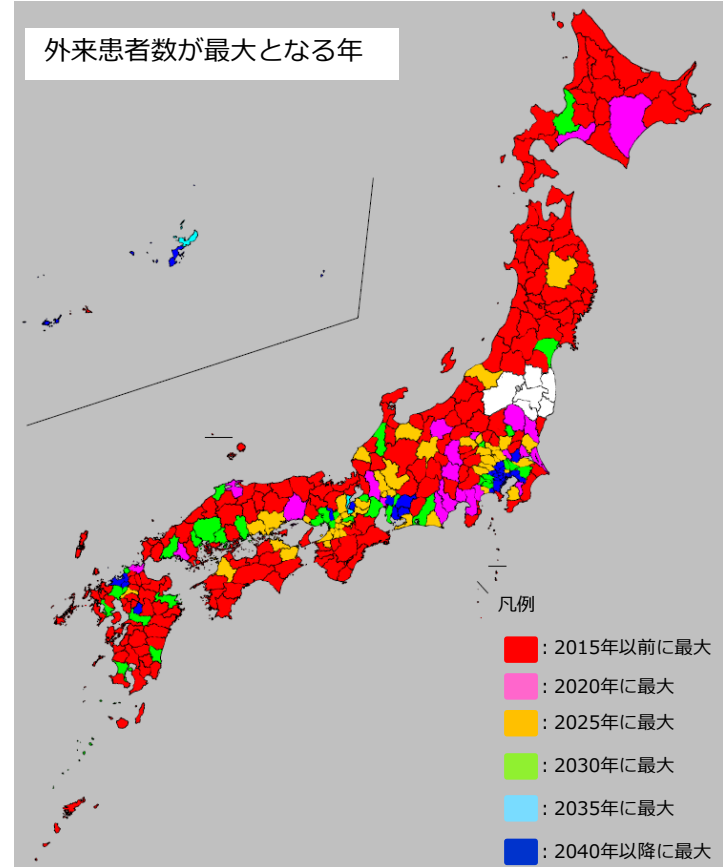 外来患者数が最大となる年
凡例
：2015年以前に最大
：2020年に最大
：2025年に最大
：2030年に最大
：2035年に最大
：2040年以降に最大